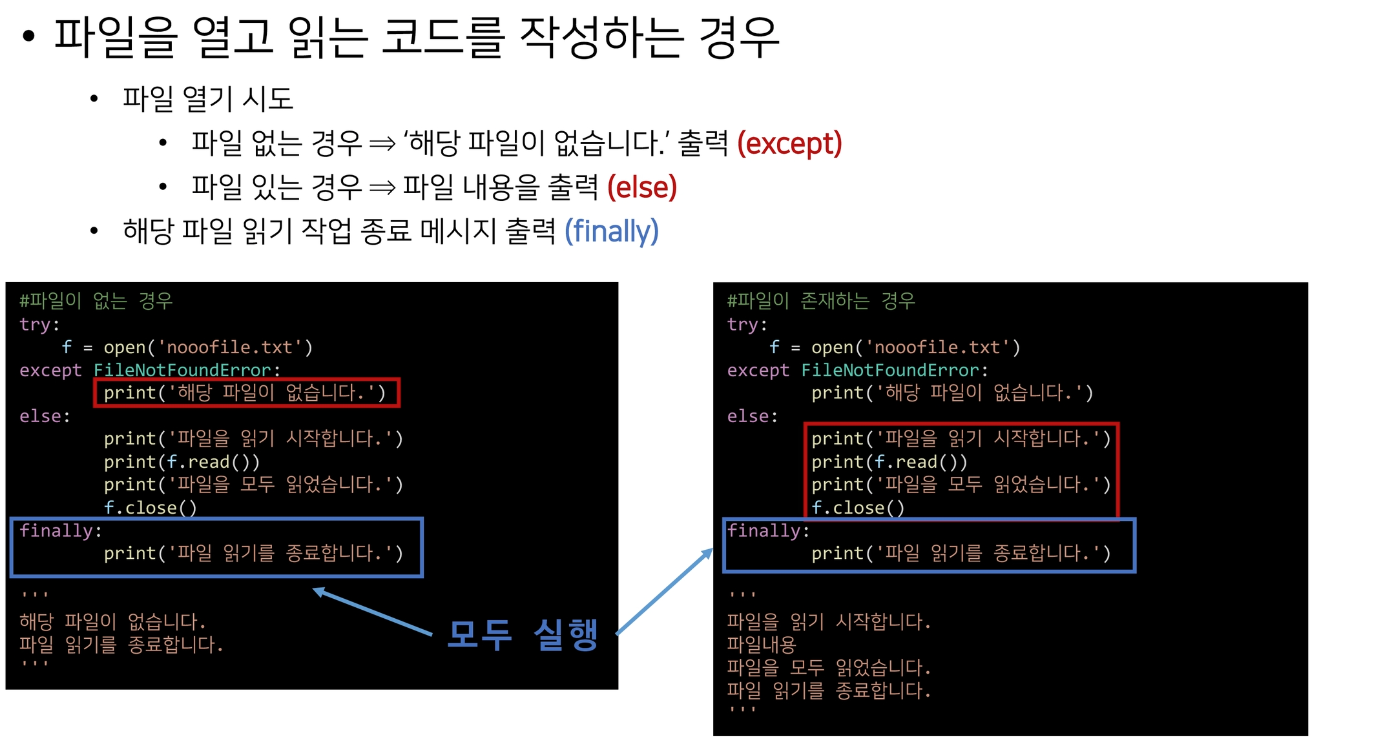 • 파일을 열고 읽는 코드를 작성하는 경우
• 파일 열기 시도
• 파일 없는 경우 ⇒ ‘해당 파일이 없습니다.’ 출력 (except)
• 파일 있는 경우 ⇒ 파일 내용을 출력 (else)
• 해당 파일 읽기 작업 종료 메시지 출력 (finally)
#파일이 없는 경우
try:
    f = open('nooofile.txt')
except FileNotFoundError:
        print('해당 파일이 없습니다.')
else:
        print('파일을 읽기 시작합니다.')
        print(f.read())
        print('파일을 모두 읽었습니다.')
        f.close()
finally:
        print('파일 읽기를 종료합니다.')
'''
해당 파일이 없습니다.
파일 읽기를 종료합니다.
'''
모두 실행
#파일이 존재하는 경우
try:
    f = open('nooofile.txt')
except FileNotFoundError:
        print('해당 파일이 없습니다.')
else:
        print('파일을 읽기 시작합니다.')
        print(f.read())
        print('파일을 모두 읽었습니다.')
        f.close()
finally:
        print('파일 읽기를 종료합니다.')
'''
파일을 읽기 시작합니다.
파일내용
파일을 모두 읽었습니다.
파일 읽기를 종료합니다.
'''